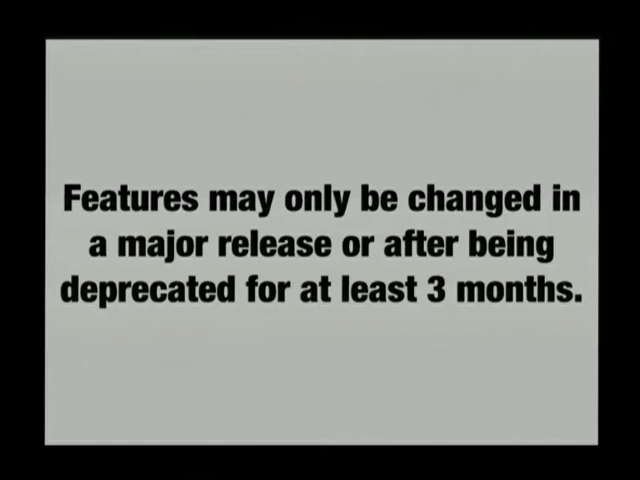 Features may only be changed in
a major release or after being
deprecated for at least 3 months.